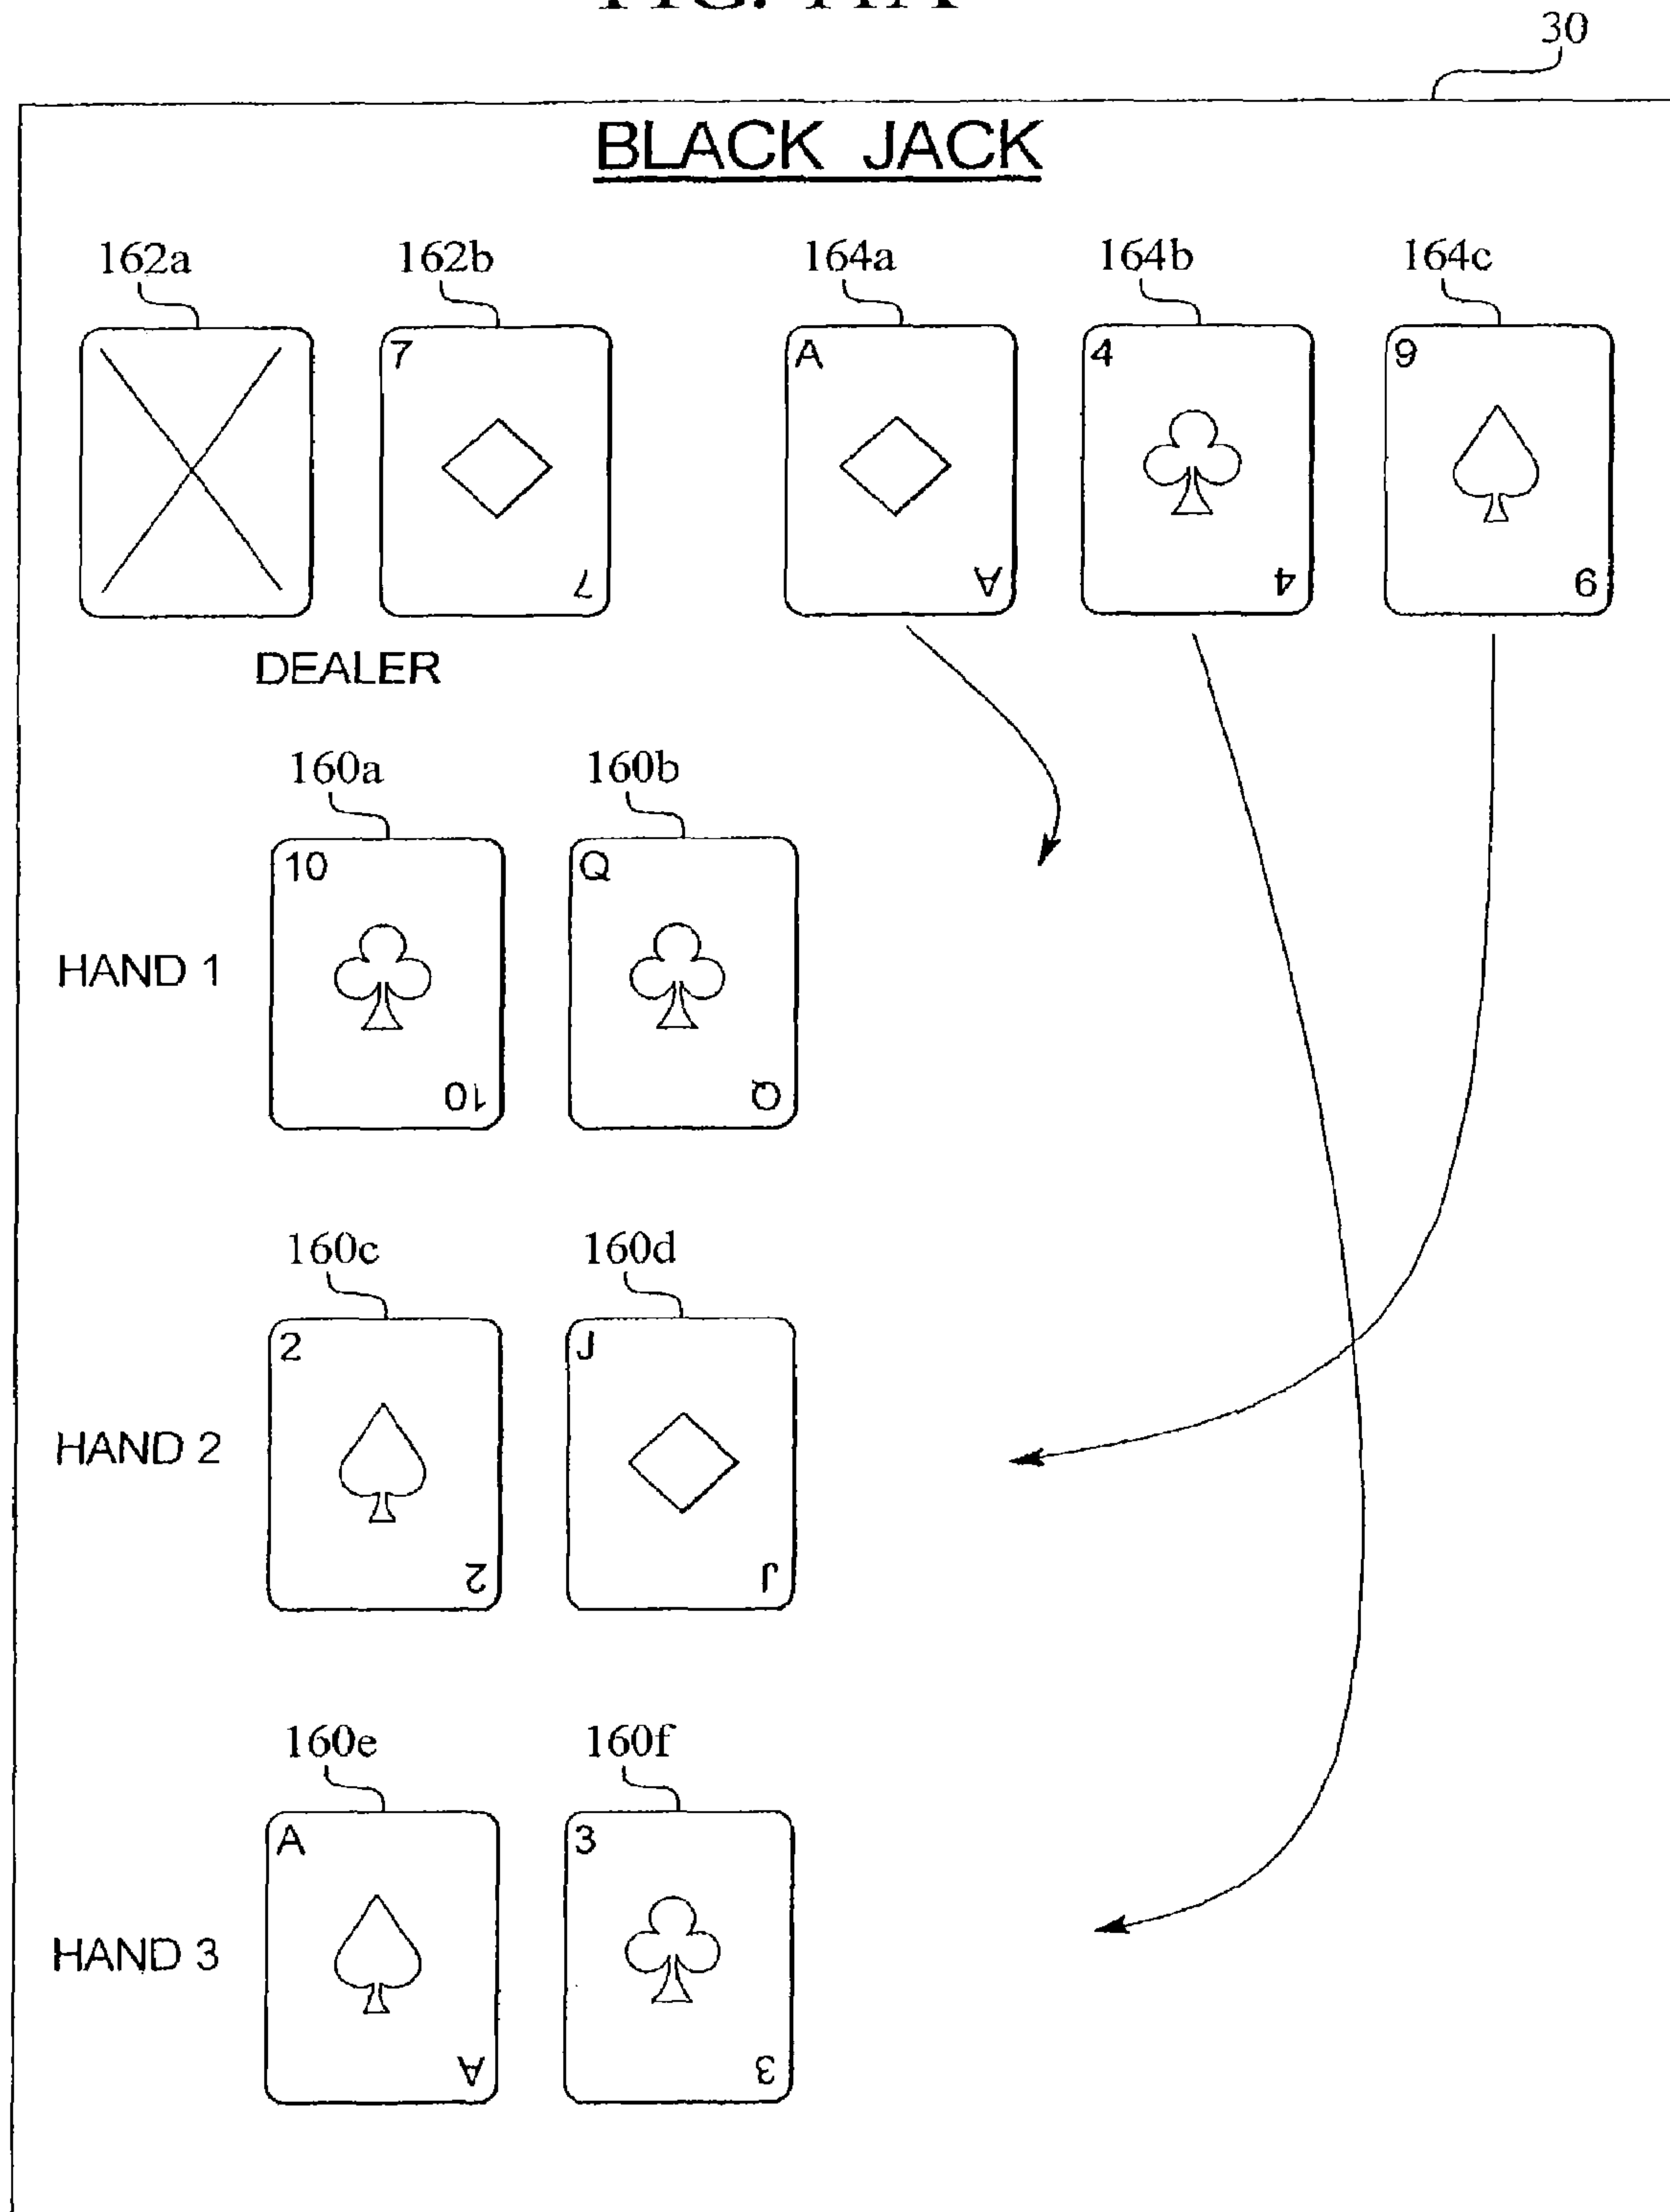 30
BLACK JACK
162a 162b 164a 164b 164c
7 A 4 9
7 A 4 9
DEALER
160a 160b
10 Q
HAND 1
10 Q
160c 160d
2 J
HAND 2
2 J
160e 160f
A 3
HAND 3
A 3